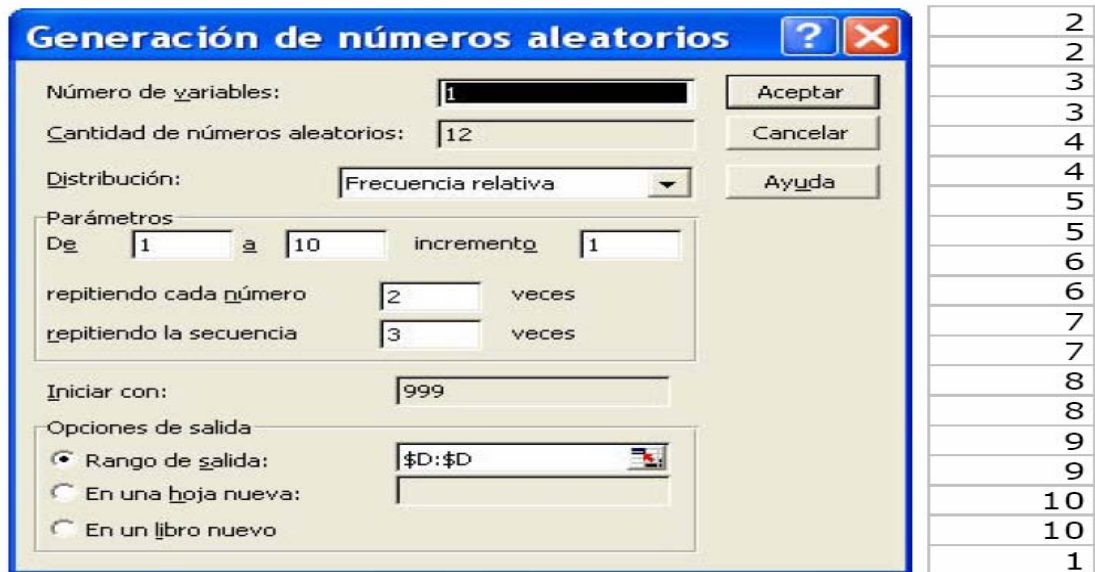 Generación de números aleatorios
Número de variables: 1 Aceptar
Cantidad de números aleatorios: 12 Cancelar
Distribución: Frecuencia relativa Ayuda
Parámetros
De 1 a 10 incremento 1
repitiendo cada número 2 veces
repitiendo la secuencia 3 veces
Iniciar con: 999
Opciones de salida
Rango de salida: $D:$D
En una hoja nueva:
En un libro nuevo
2
2
3
3
4
4
5
5
6
6
7
7
8
8
9
9
10
10
1